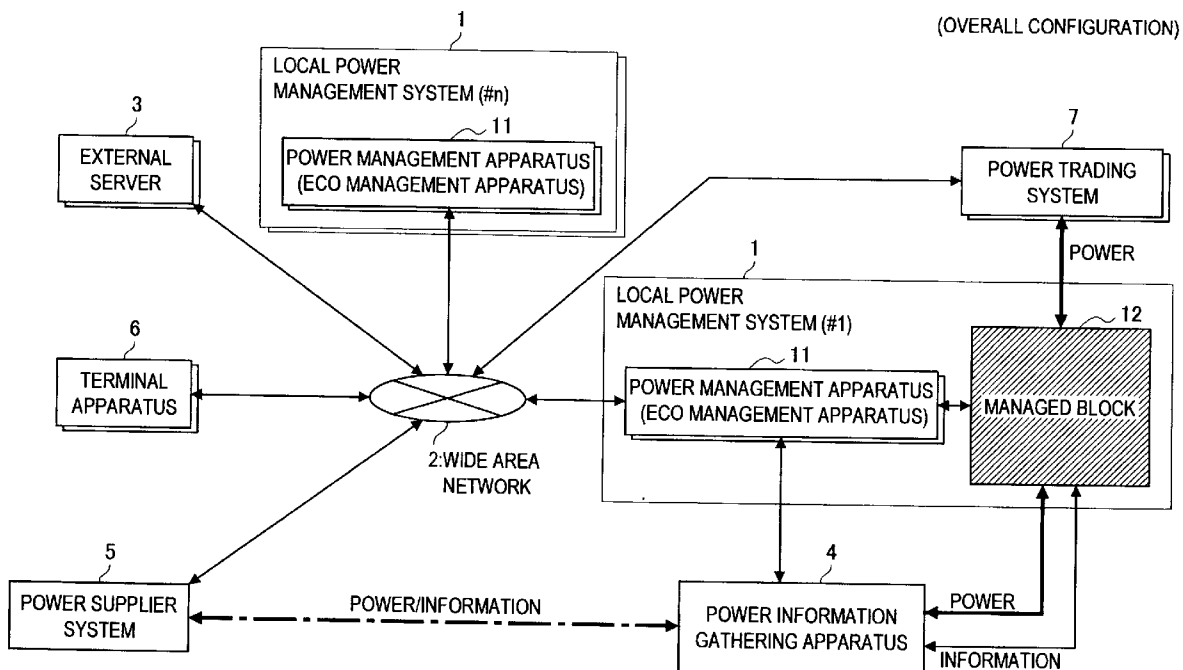 (OVERALL CONFIGURATION)
1
LOCAL POWER
MANAGEMENT SYSTEM (#n)
11
POWER MANAGEMENT APPARATUS
(ECO MANAGEMENT APPARATUS)
3
EXTERNAL
SERVER
7
POWER TRADING
SYSTEM
POWER
1
LOCAL POWER
MANAGEMENT SYSTEM (#1)
12
MANAGED BLOCK
11
POWER MANAGEMENT APPARATUS
(ECO MANAGEMENT APPARATUS)
6
TERMINAL
APPARATUS
2:WIDE AREA
NETWORK
5
POWER SUPPLIER
SYSTEM
POWER/INFORMATION
4
POWER INFORMATION
GATHERING APPARATUS
POWER
INFORMATION